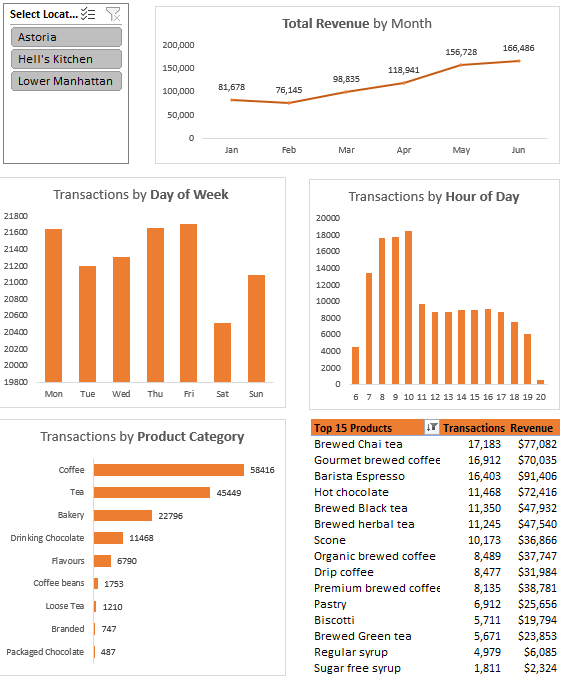 Select Locat...
Astoria
Hell's Kitchen
Lower Manhattan
Total Revenue by Month
200,000
150,000
100,000
50,000
0
81,678
76,145
98,835
118,941
156,728
166,486
Jan Feb Mar Apr May Jun
Transactions by Day of Week
21800
21600
21400
21200
21000
20800
20600
20400
20200
20000
19800
Mon Tue Wed Thu Fri Sat Sun
Transactions by Hour of Day
20000
18000
16000
14000
12000
10000
8000
6000
4000
2000
0
6 7 8 9 10 11 12 13 14 15 16 17 18 19 20
Transactions by Product Category
Coffee 58416
Tea 45449
Bakery 22796
Drinking Chocolate 11468
Flavours 6790
Coffee beans 1753
Loose Tea 1210
Branded 747
Packaged Chocolate 487
Top 15 Products Transactions Revenue
Brewed Chai tea 17,183 $77,082
Gourmet brewed coffee 16,912 $70,035
Barista Espresso 16,403 $91,406
Hot chocolate 11,468 $72,416
Brewed Black tea 11,350 $47,932
Brewed herbal tea 11,245 $47,540
Scone 10,173 $36,866
Organic brewed coffee 8,489 $37,747
Drip coffee 8,477 $31,984
Premium brewed coffee 8,135 $38,781
Pastry 6,912 $25,656
Biscotti 5,711 $19,794
Brewed Green tea 5,671 $23,853
Regular syrup 4,979 $6,085
Sugar free syrup 1,811 $2,324